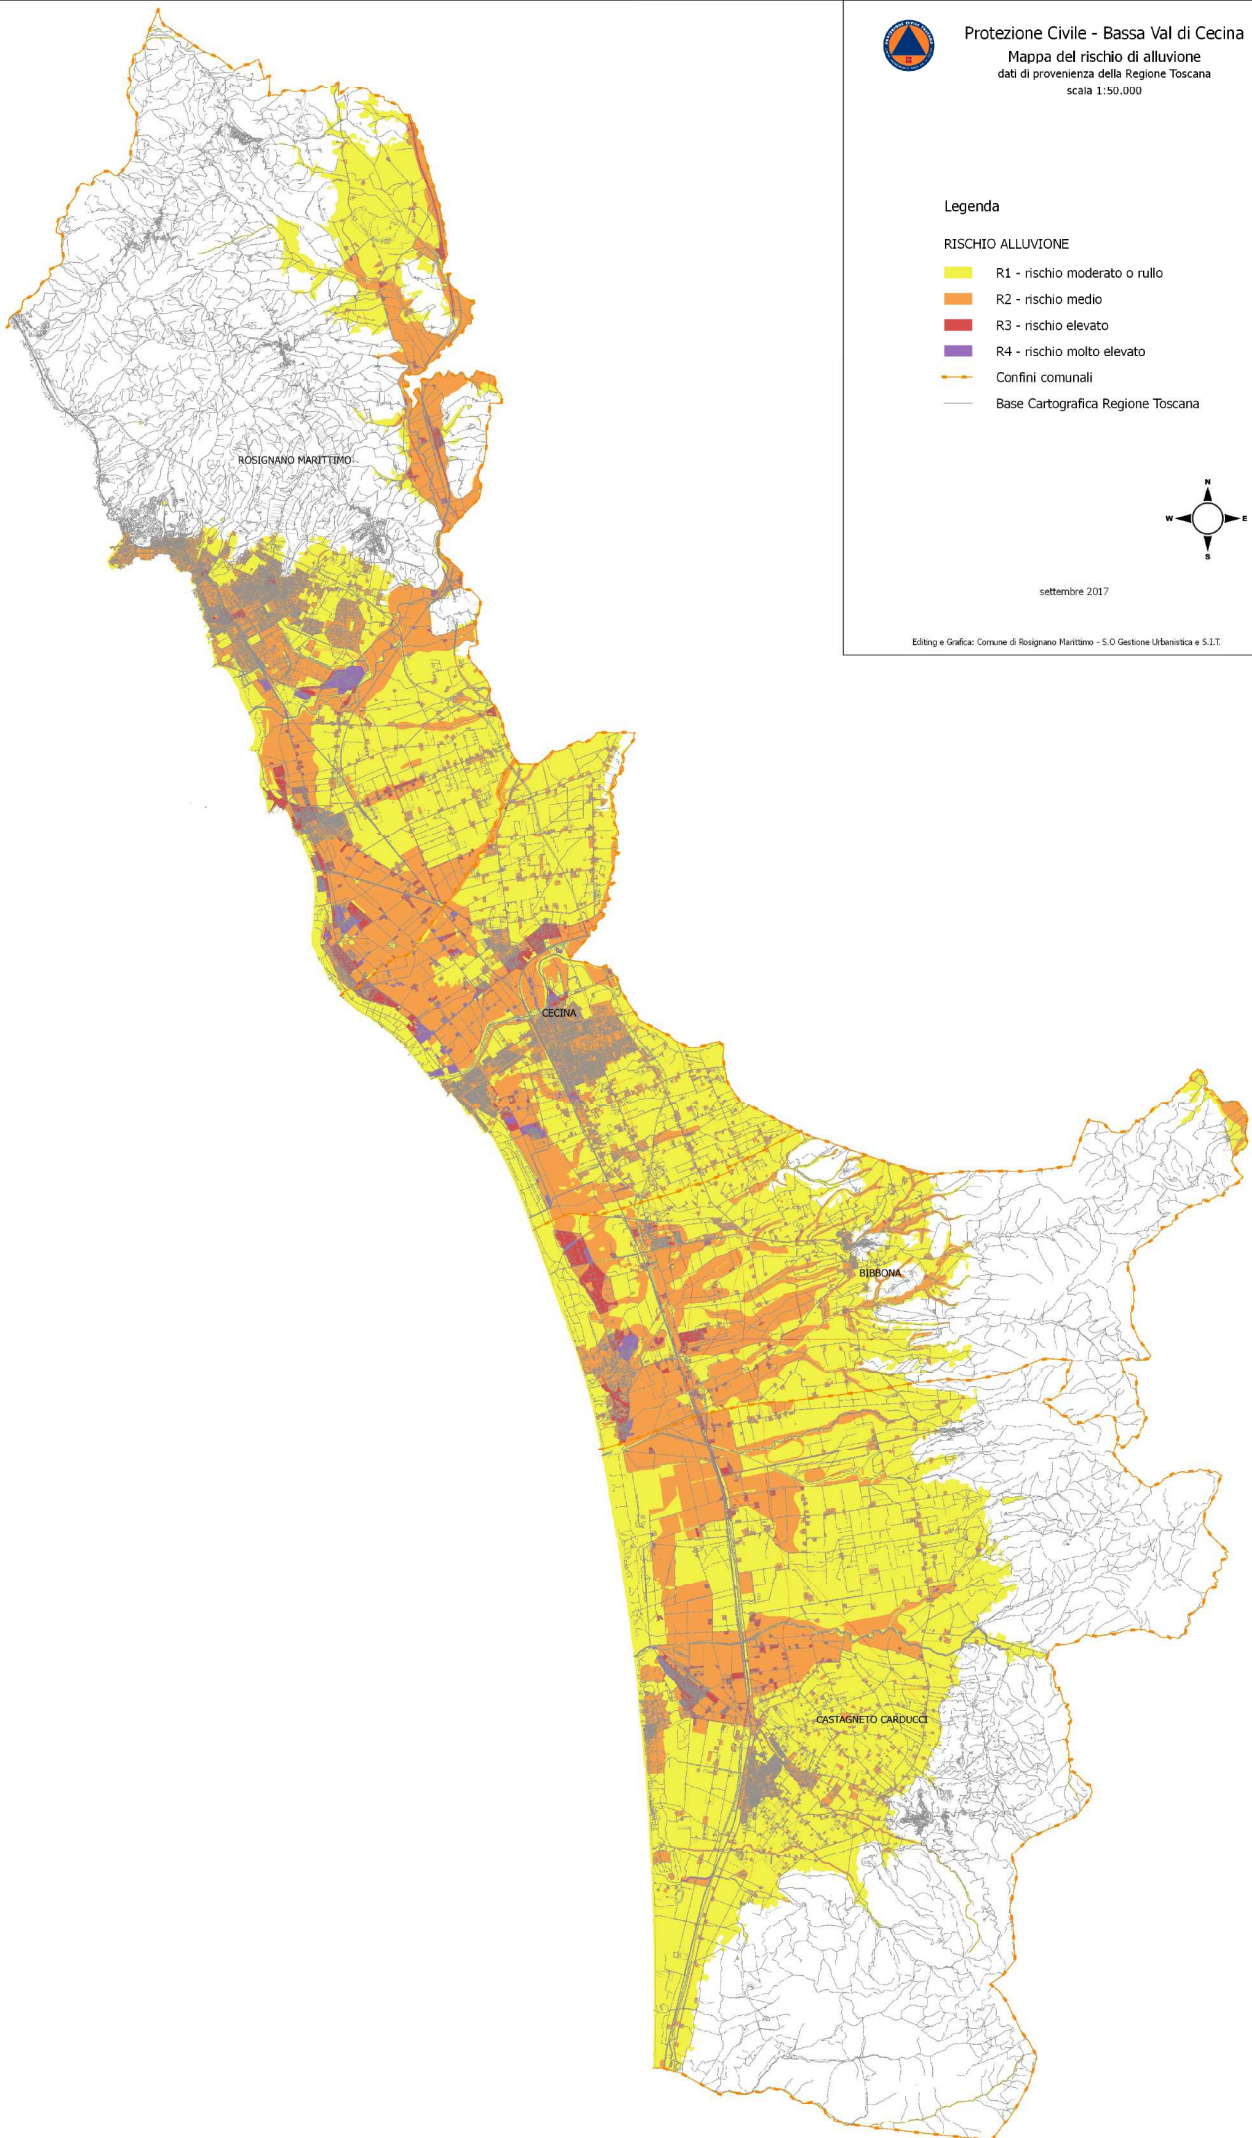 Protezione Civile - Bassa Val di Cecina
Mappa del rischio di alluvione
dati di provenienza della Regione Toscana
scala 1:50.000
Legenda
RISCHIO ALLUVIONE
R1 - rischio moderato o rullo
R2 - rischio medio
R3 - rischio elevato
R4 - rischio molto elevato
Confini comunali
Base Cartografica Regione Toscana
N
W E
S
settembre 2017
Editing e Grafica: Comune di Rosignano Marittimo - S.O Gestione Urbanistica e S.I.T.
ROSIGNANO MARITTIMO
CECINA
BIBBONA
CASTAGNETO CARDUCCI